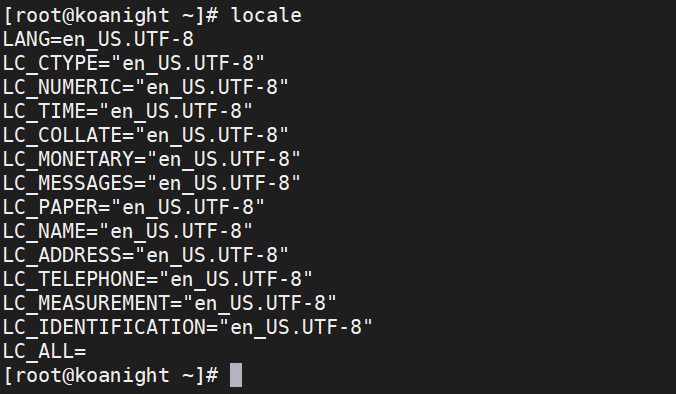 [root@koanight ~]# locale
LANG=en_US.UTF-8
LC_CTYPE="en_US.UTF-8"
LC_NUMERIC="en_US.UTF-8"
LC_TIME="en_US.UTF-8"
LC_COLLATE="en_US.UTF-8"
LC_MONETARY="en_US.UTF-8"
LC_MESSAGES="en_US.UTF-8"
LC_PAPER="en_US.UTF-8"
LC_NAME="en_US.UTF-8"
LC_ADDRESS="en_US.UTF-8"
LC_TELEPHONE="en_US.UTF-8"
LC_MEASUREMENT="en_US.UTF-8"
LC_IDENTIFICATION="en_US.UTF-8"
LC_ALL=
[root@koanight ~]#